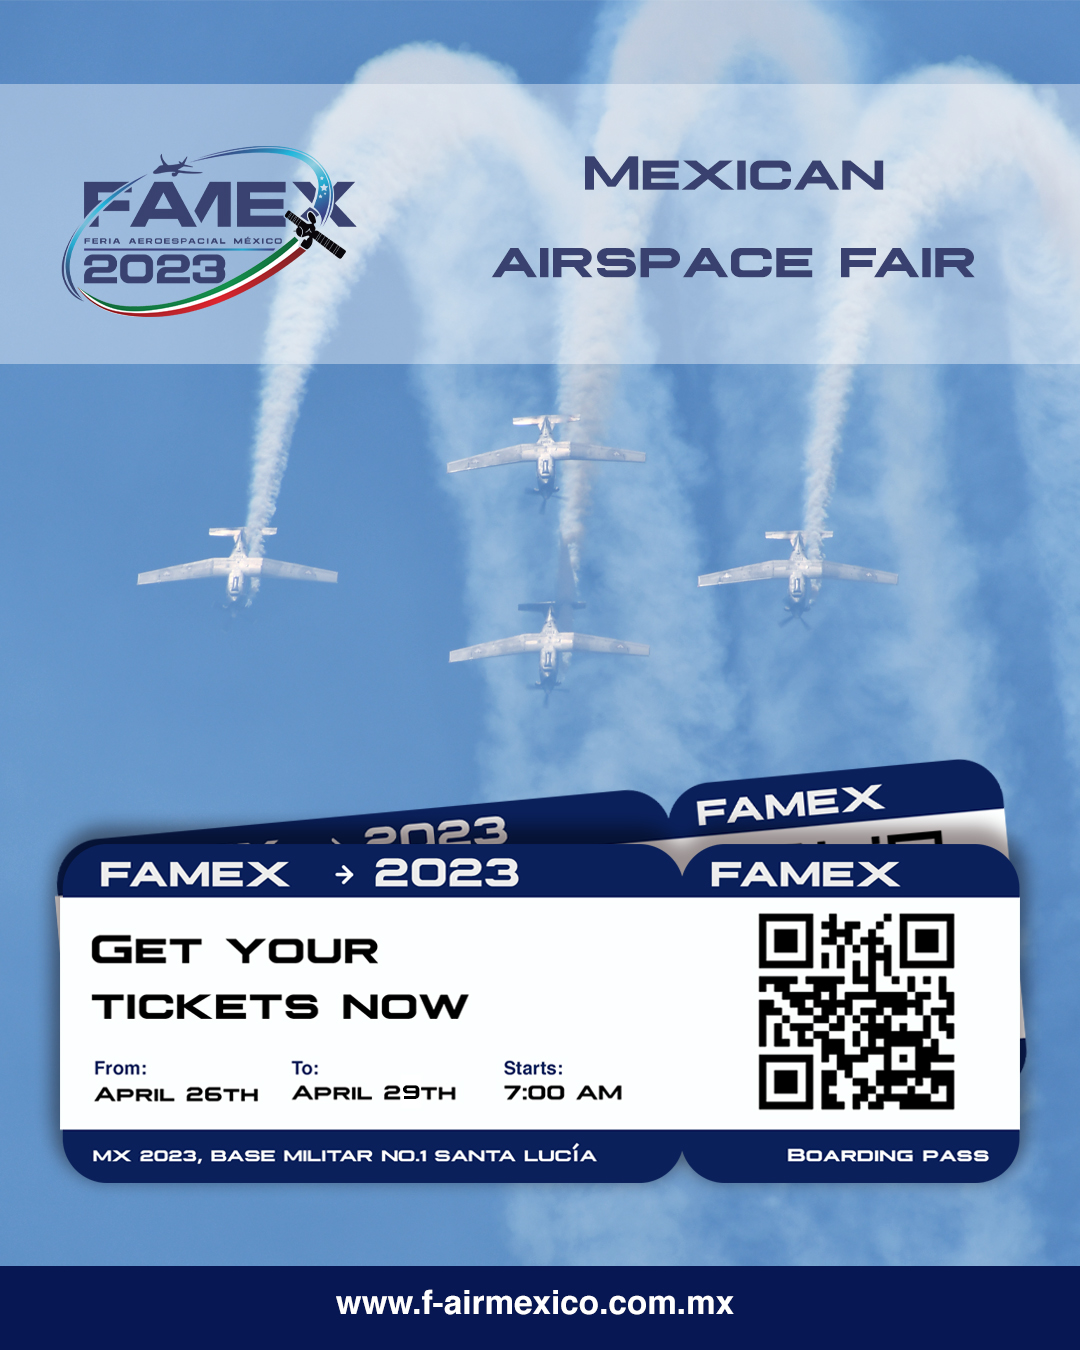 FAMEX
FERIA AEROESPACIAL MÉXICO
2023
Mexican
airspace fair
FAMEX
2023
FAMEX → 2023
FAMEX
Get your
tickets now
From:
April 26th
To:
April 29th
Starts:
7:00 AM
MX 2023, BASE MILITAR NO.1 SANTA LUCÍA
Boarding pass
www.f-airmexico.com.mx